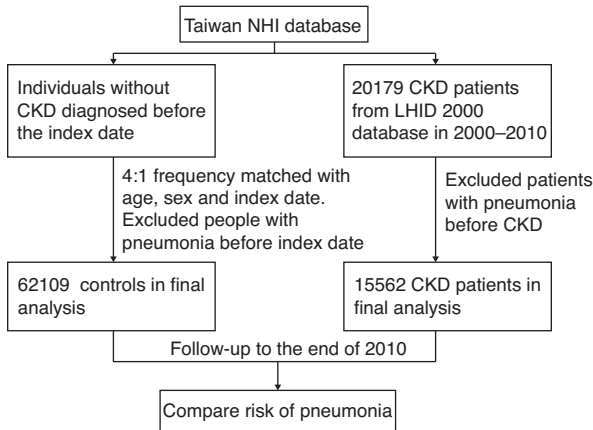 Taiwan NHI database
Individuals without
CKD diagnosed before
the index date
20179 CKD patients
from LHID 2000
database in 2000–2010
4:1 frequency matched with
age, sex and index date.
Excluded people with
pneumonia before index date
Excluded patients
with pneumonia
before CKD
62109 controls in final
analysis
15562 CKD patients in
final analysis
Follow-up to the end of 2010
Compare risk of pneumonia